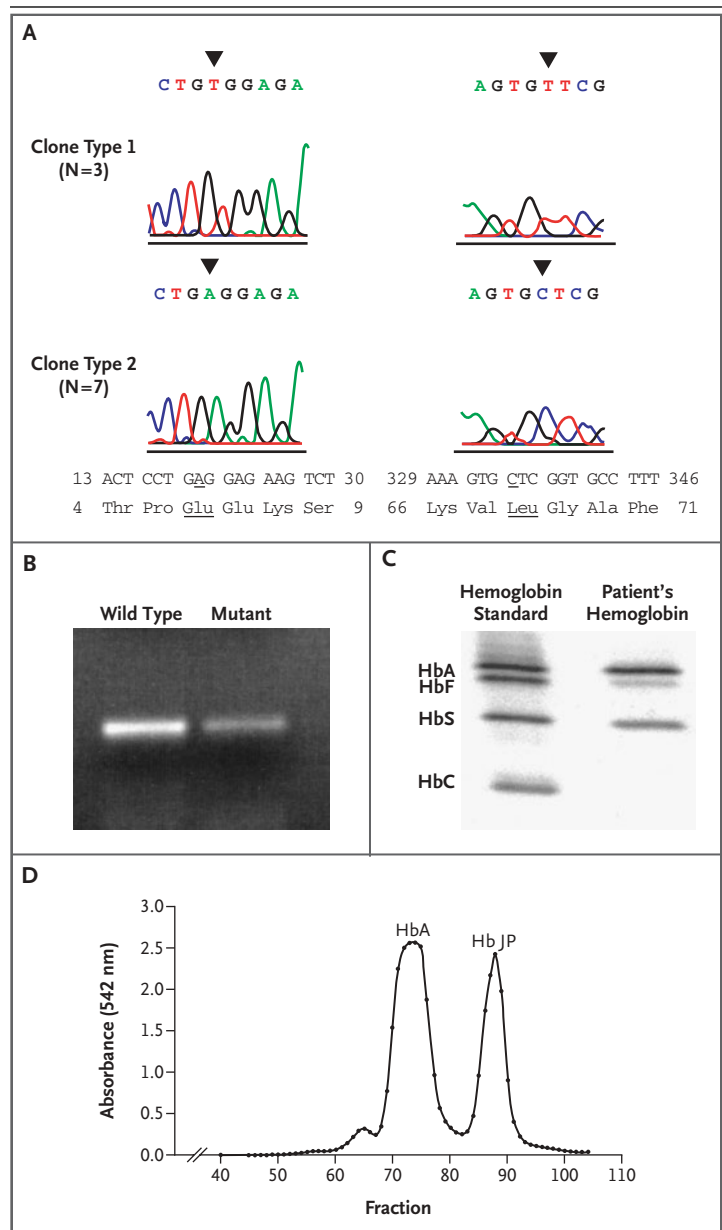 A
C T G T G G A G A
A G T G T T C G
Clone Type 1
(N=3)
C T G A G G A G A
A G T G C T C G
Clone Type 2
(N=7)
13 ACT CCT GAG GAG AAG TCT 30 329 AAA GTG CTC GGT GCC TTT 346
4 Thr Pro Glu Glu Lys Ser 9 66 Lys Val Leu Gly Ala Phe 71
B
Wild Type Mutant
C
Hemoglobin
Standard
Patient's
Hemoglobin
HbA
HbF
HbS
HbC
D
3.0
2.5
2.0
1.5
1.0
0.5
0.0
Absorbance (542 nm)
HbA
Hb JP
40 50 60 70 80 90 100 110
Fraction